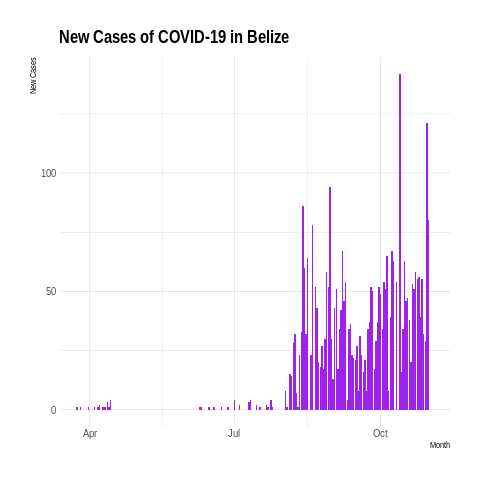 New Cases of COVID-19 in Belize
New Cases
100
50
0
Apr Jul Oct
Month